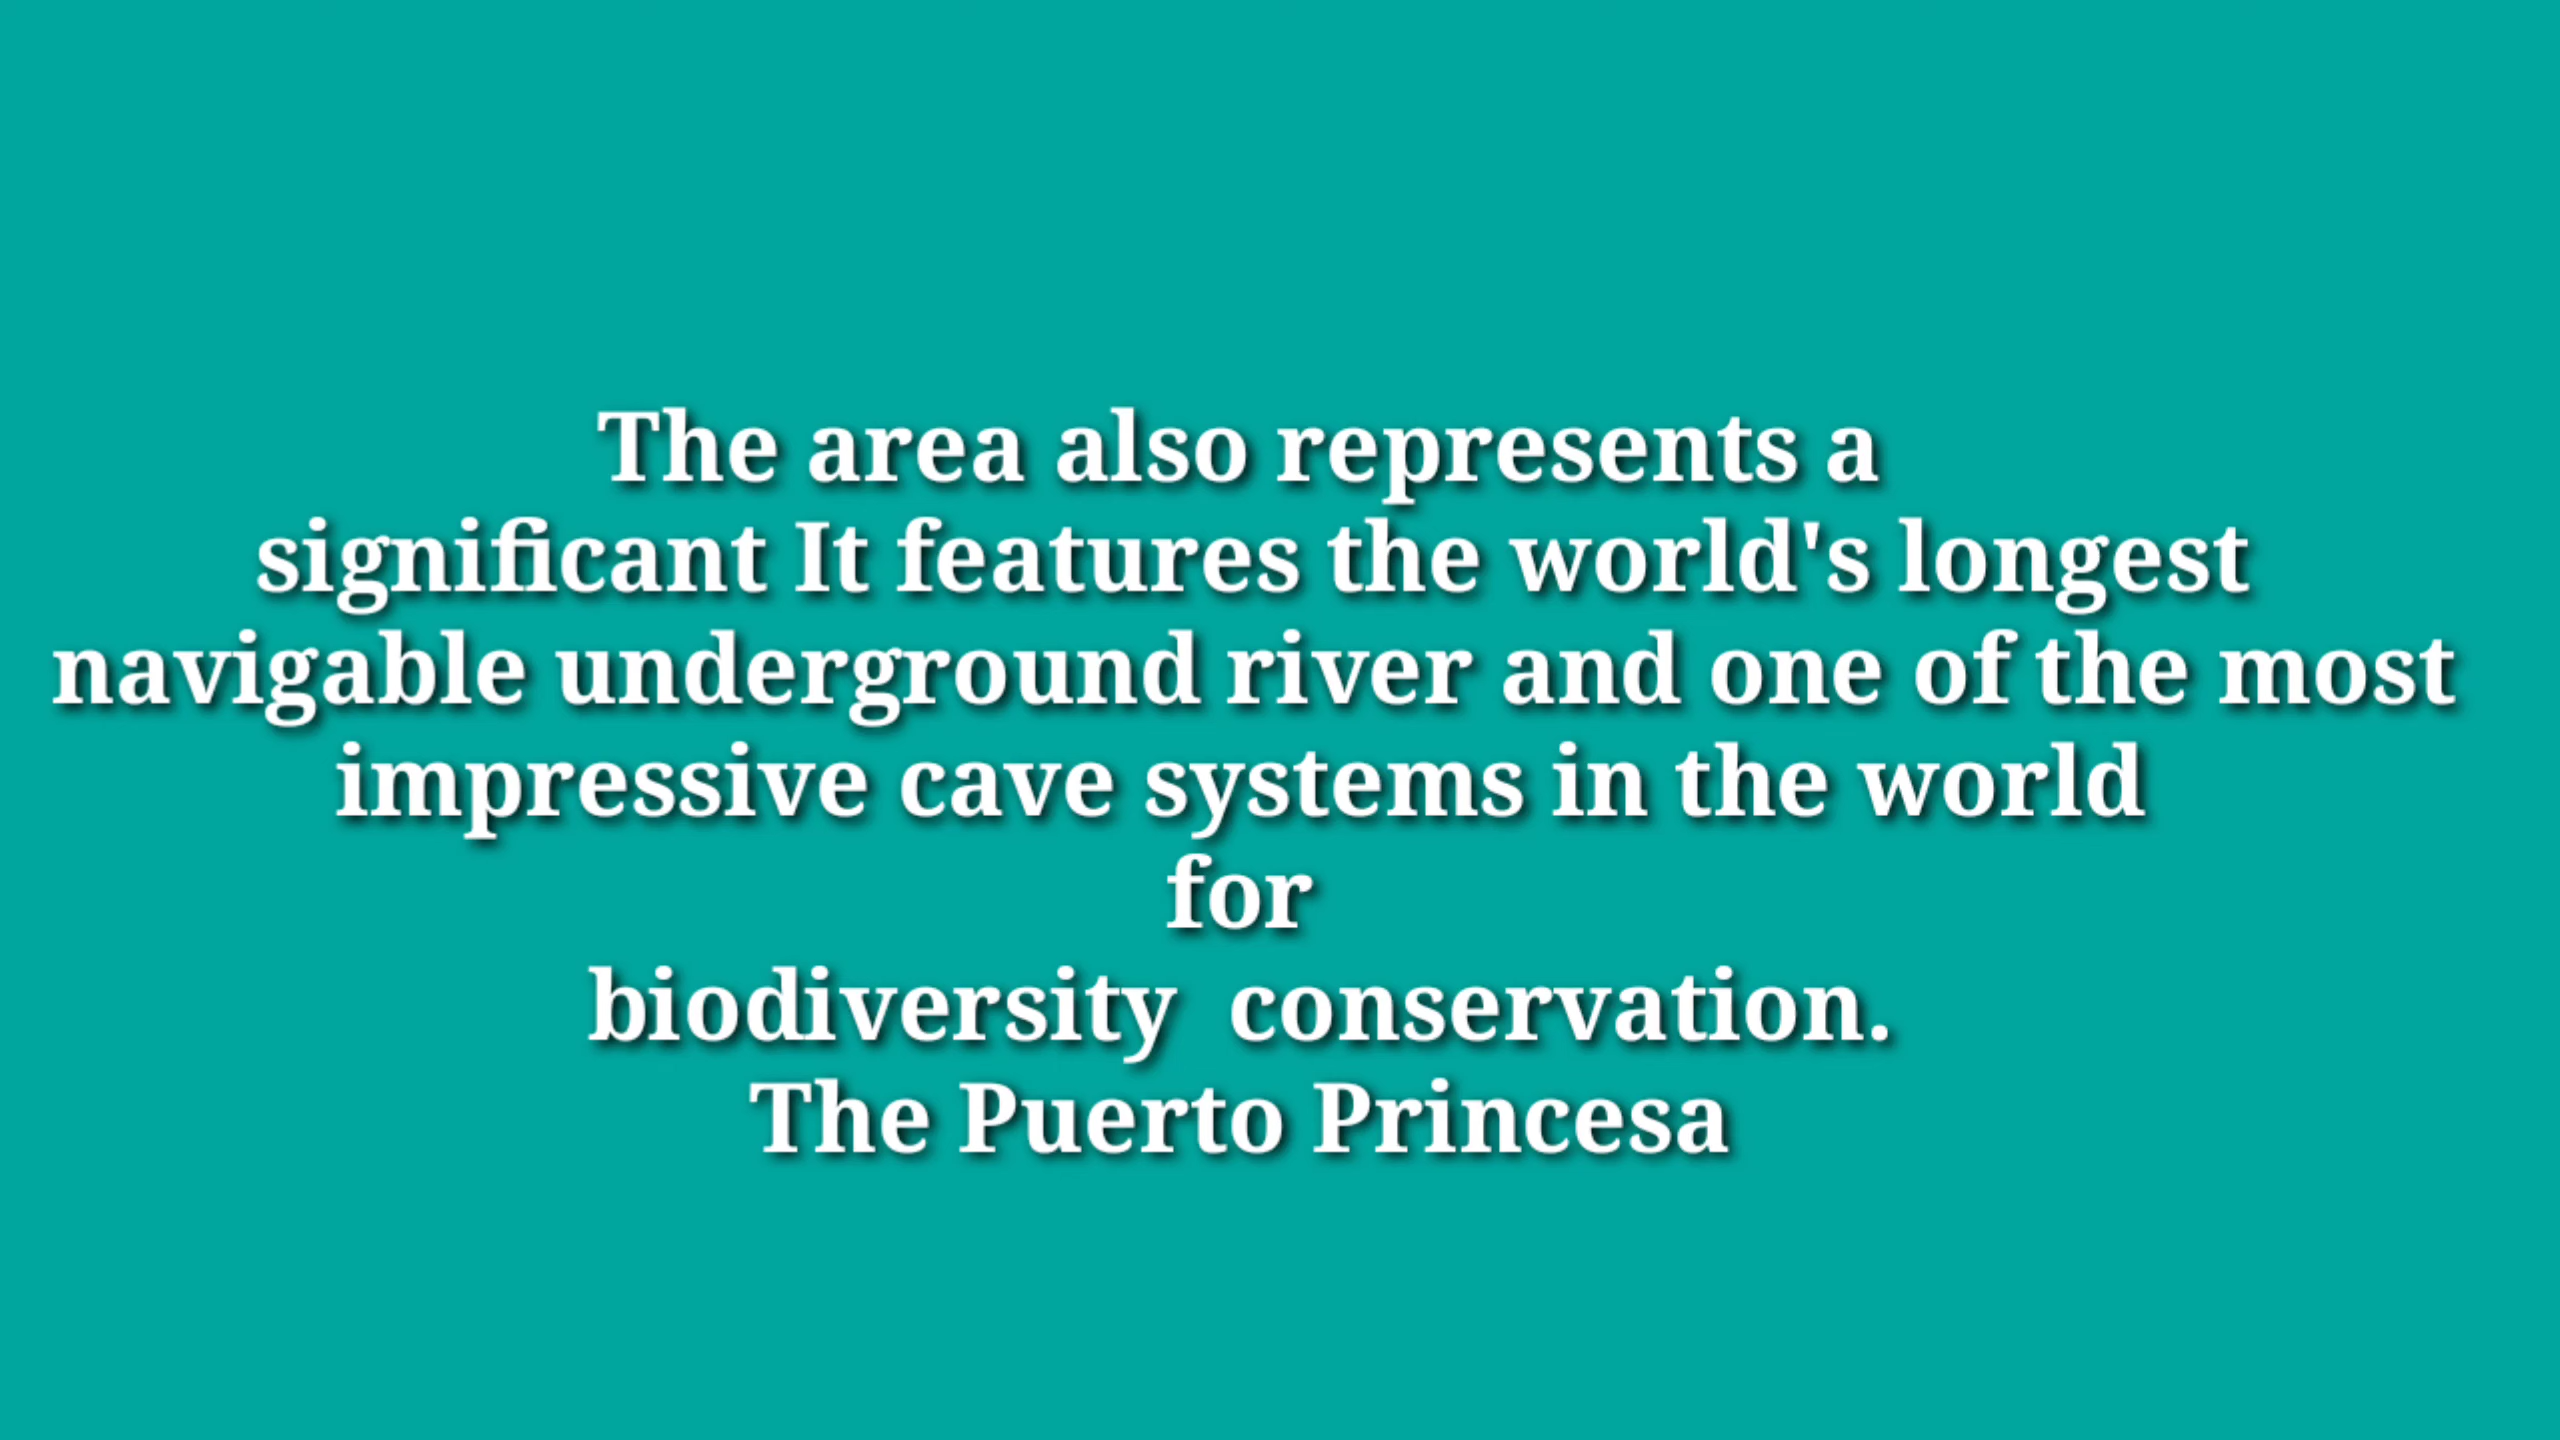 The area also represents a
significant It features the world's longest
navigable underground river and one of the most
impressive cave systems in the world
for
biodiversity  conservation.
The Puerto Princesa